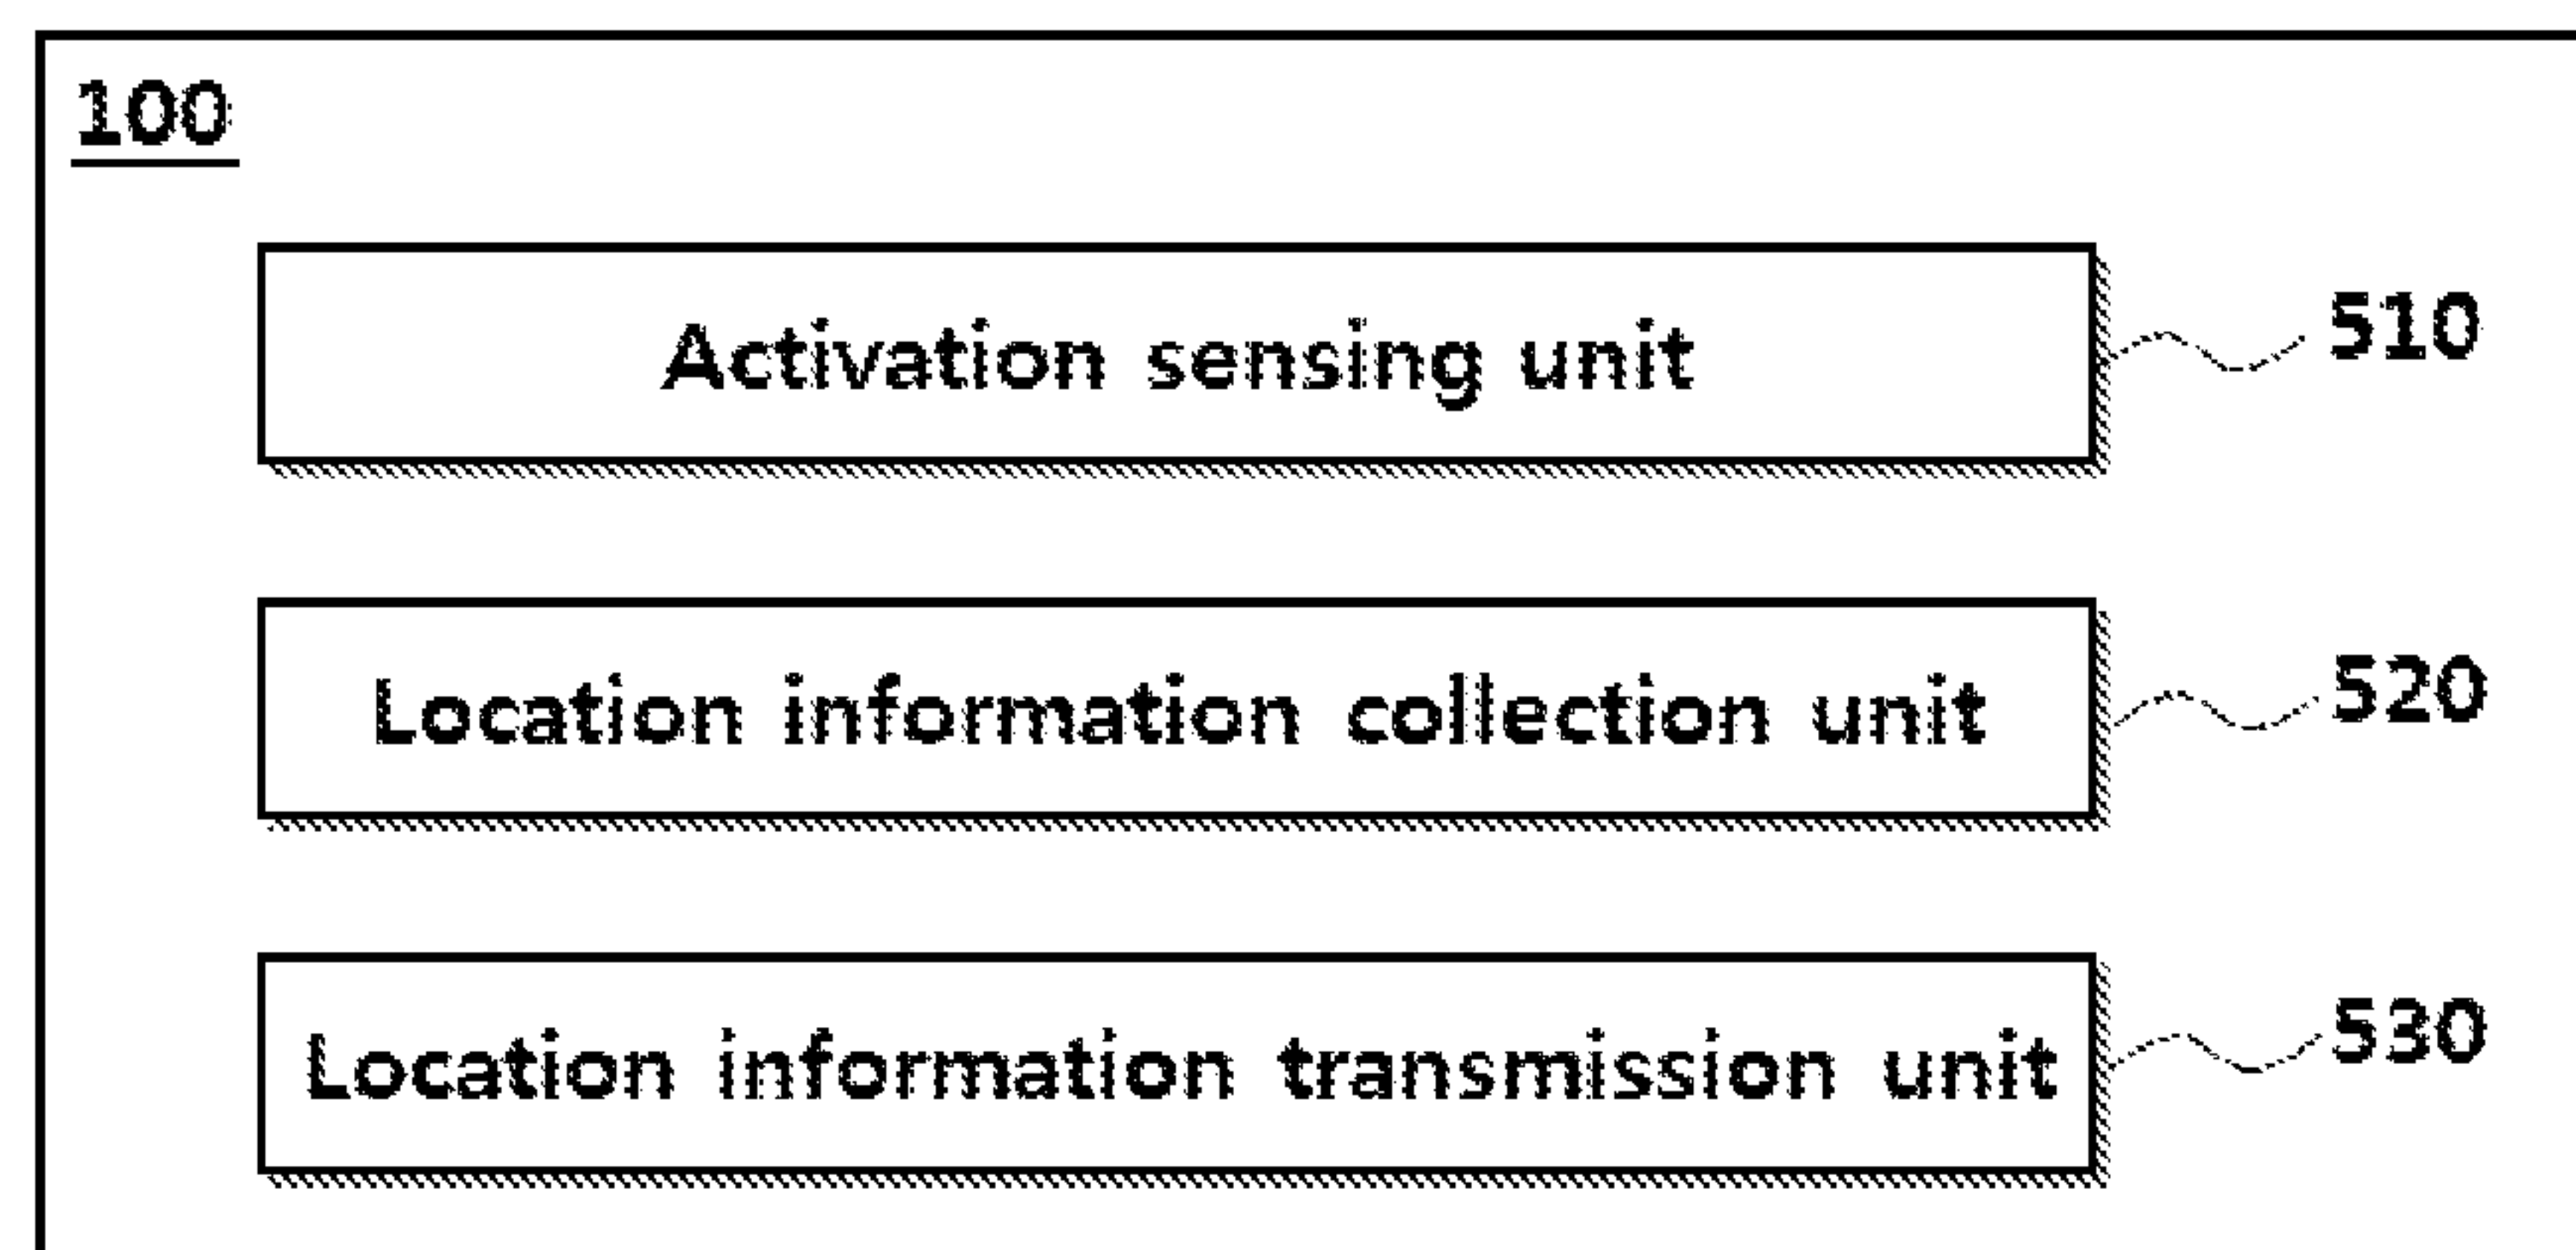 100
Activation sensing unit 510
Location information collection unit 520
Location information transmission unit 530